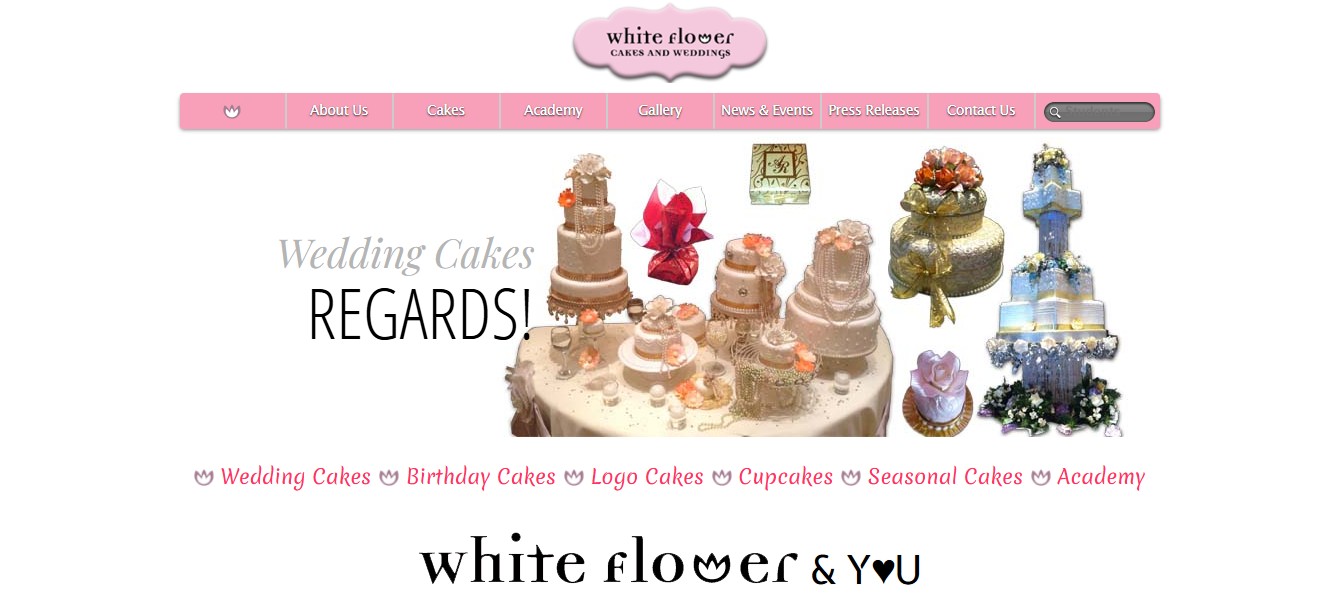 white flower
CAKES AND WEDDINGS
About Us Cakes Academy Gallery News & Events Press Releases Contact Us
AR
Wedding Cakes
REGARDS!
Wedding Cakes Birthday Cakes Logo Cakes Cupcakes Seasonal Cakes Academy
white flower & Y♥U